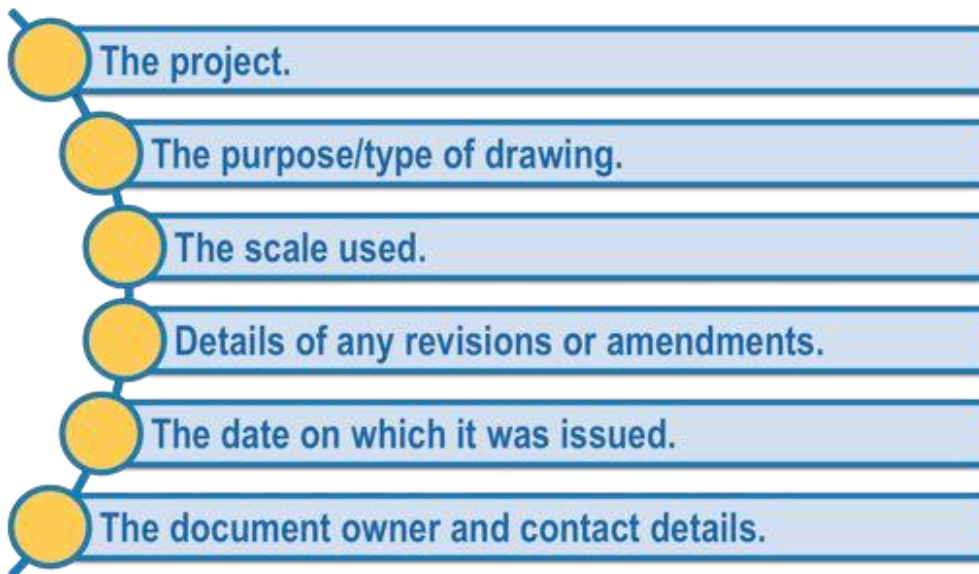 The project.
The purpose/type of drawing.
The scale used.
Details of any revisions or amendments.
The date on which it was issued.
The document owner and contact details.